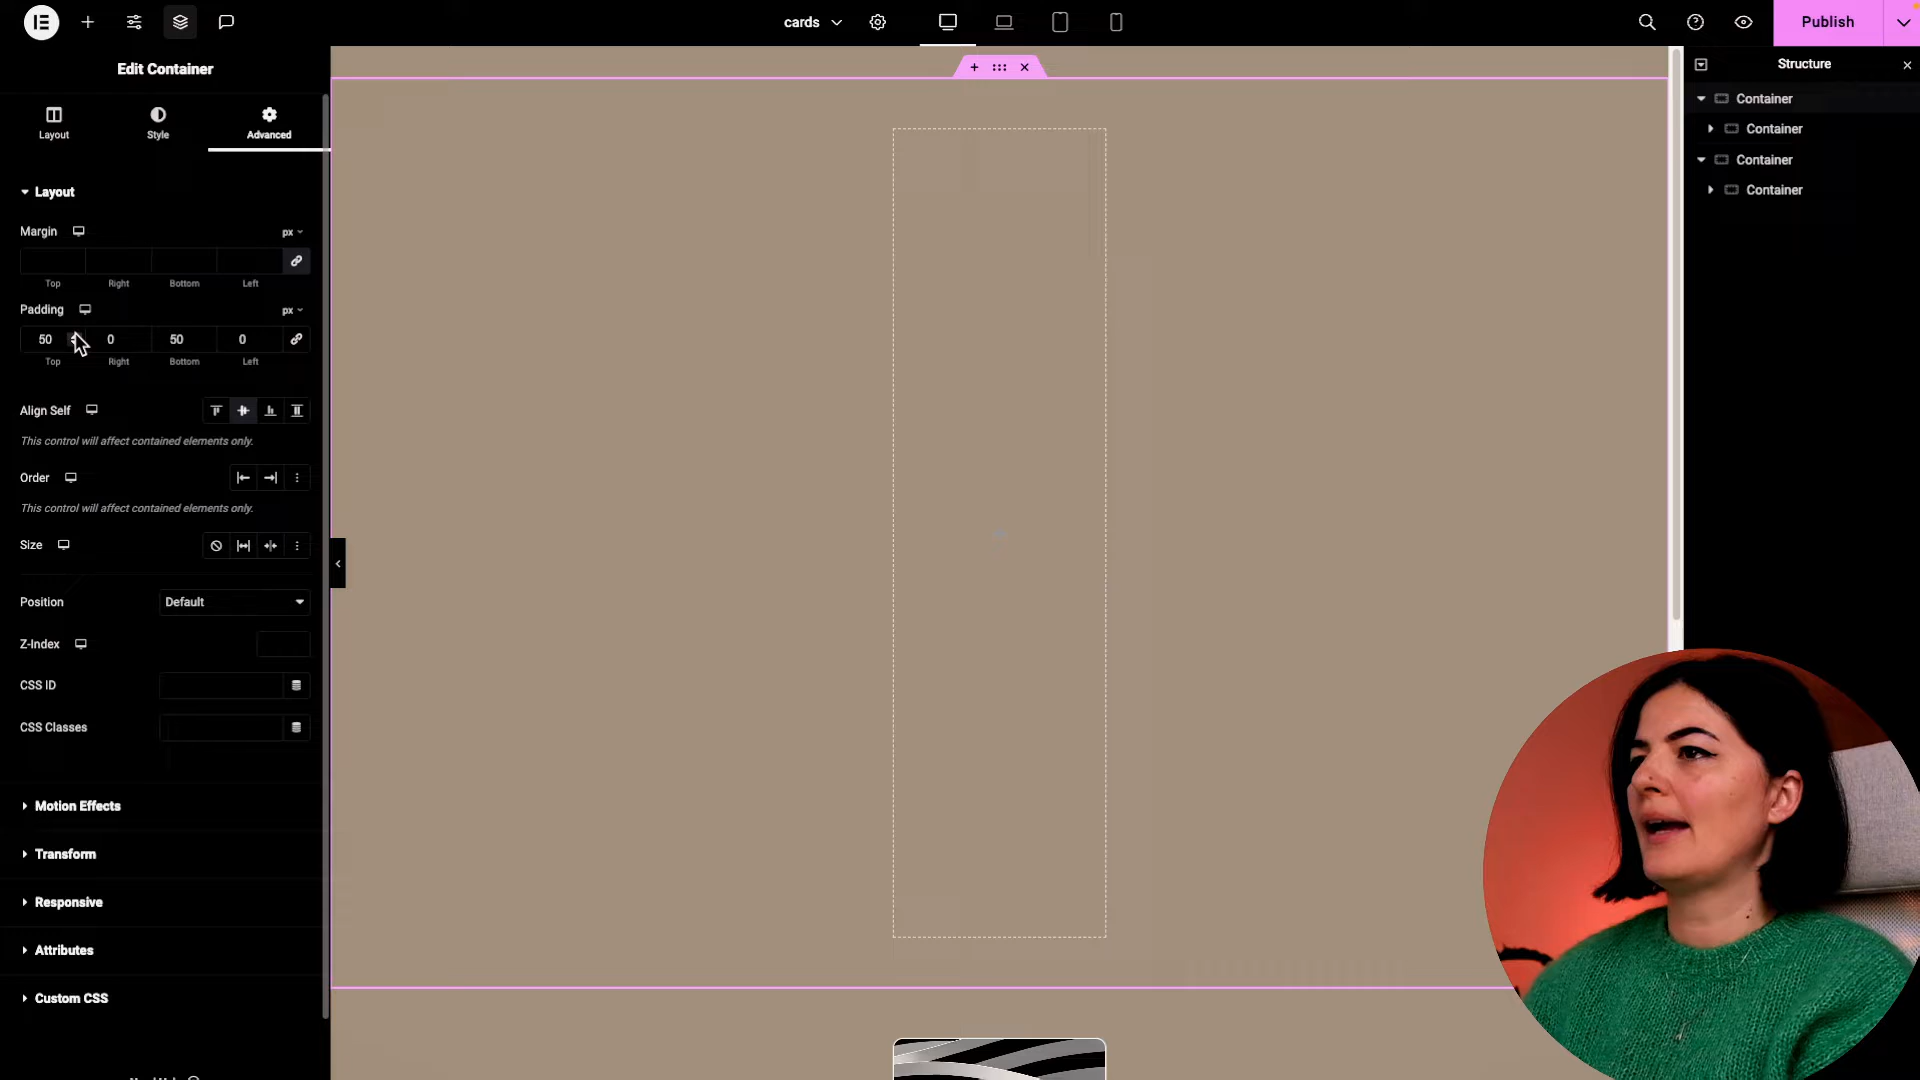 cards
Publish
Edit Container
Structure
Layout
Style
Advanced
Container
Container
Container
Container
Layout
Margin
px
Top
Right
Bottom
Left
Padding
px
50
0
50
0
Top
Right
Bottom
Left
Align Self
This control will affect contained elements only.
Order
This control will affect contained elements only.
Size
Position
Default
Z-Index
CSS ID
CSS Classes
Motion Effects
Transform
Responsive
Attributes
Custom CSS